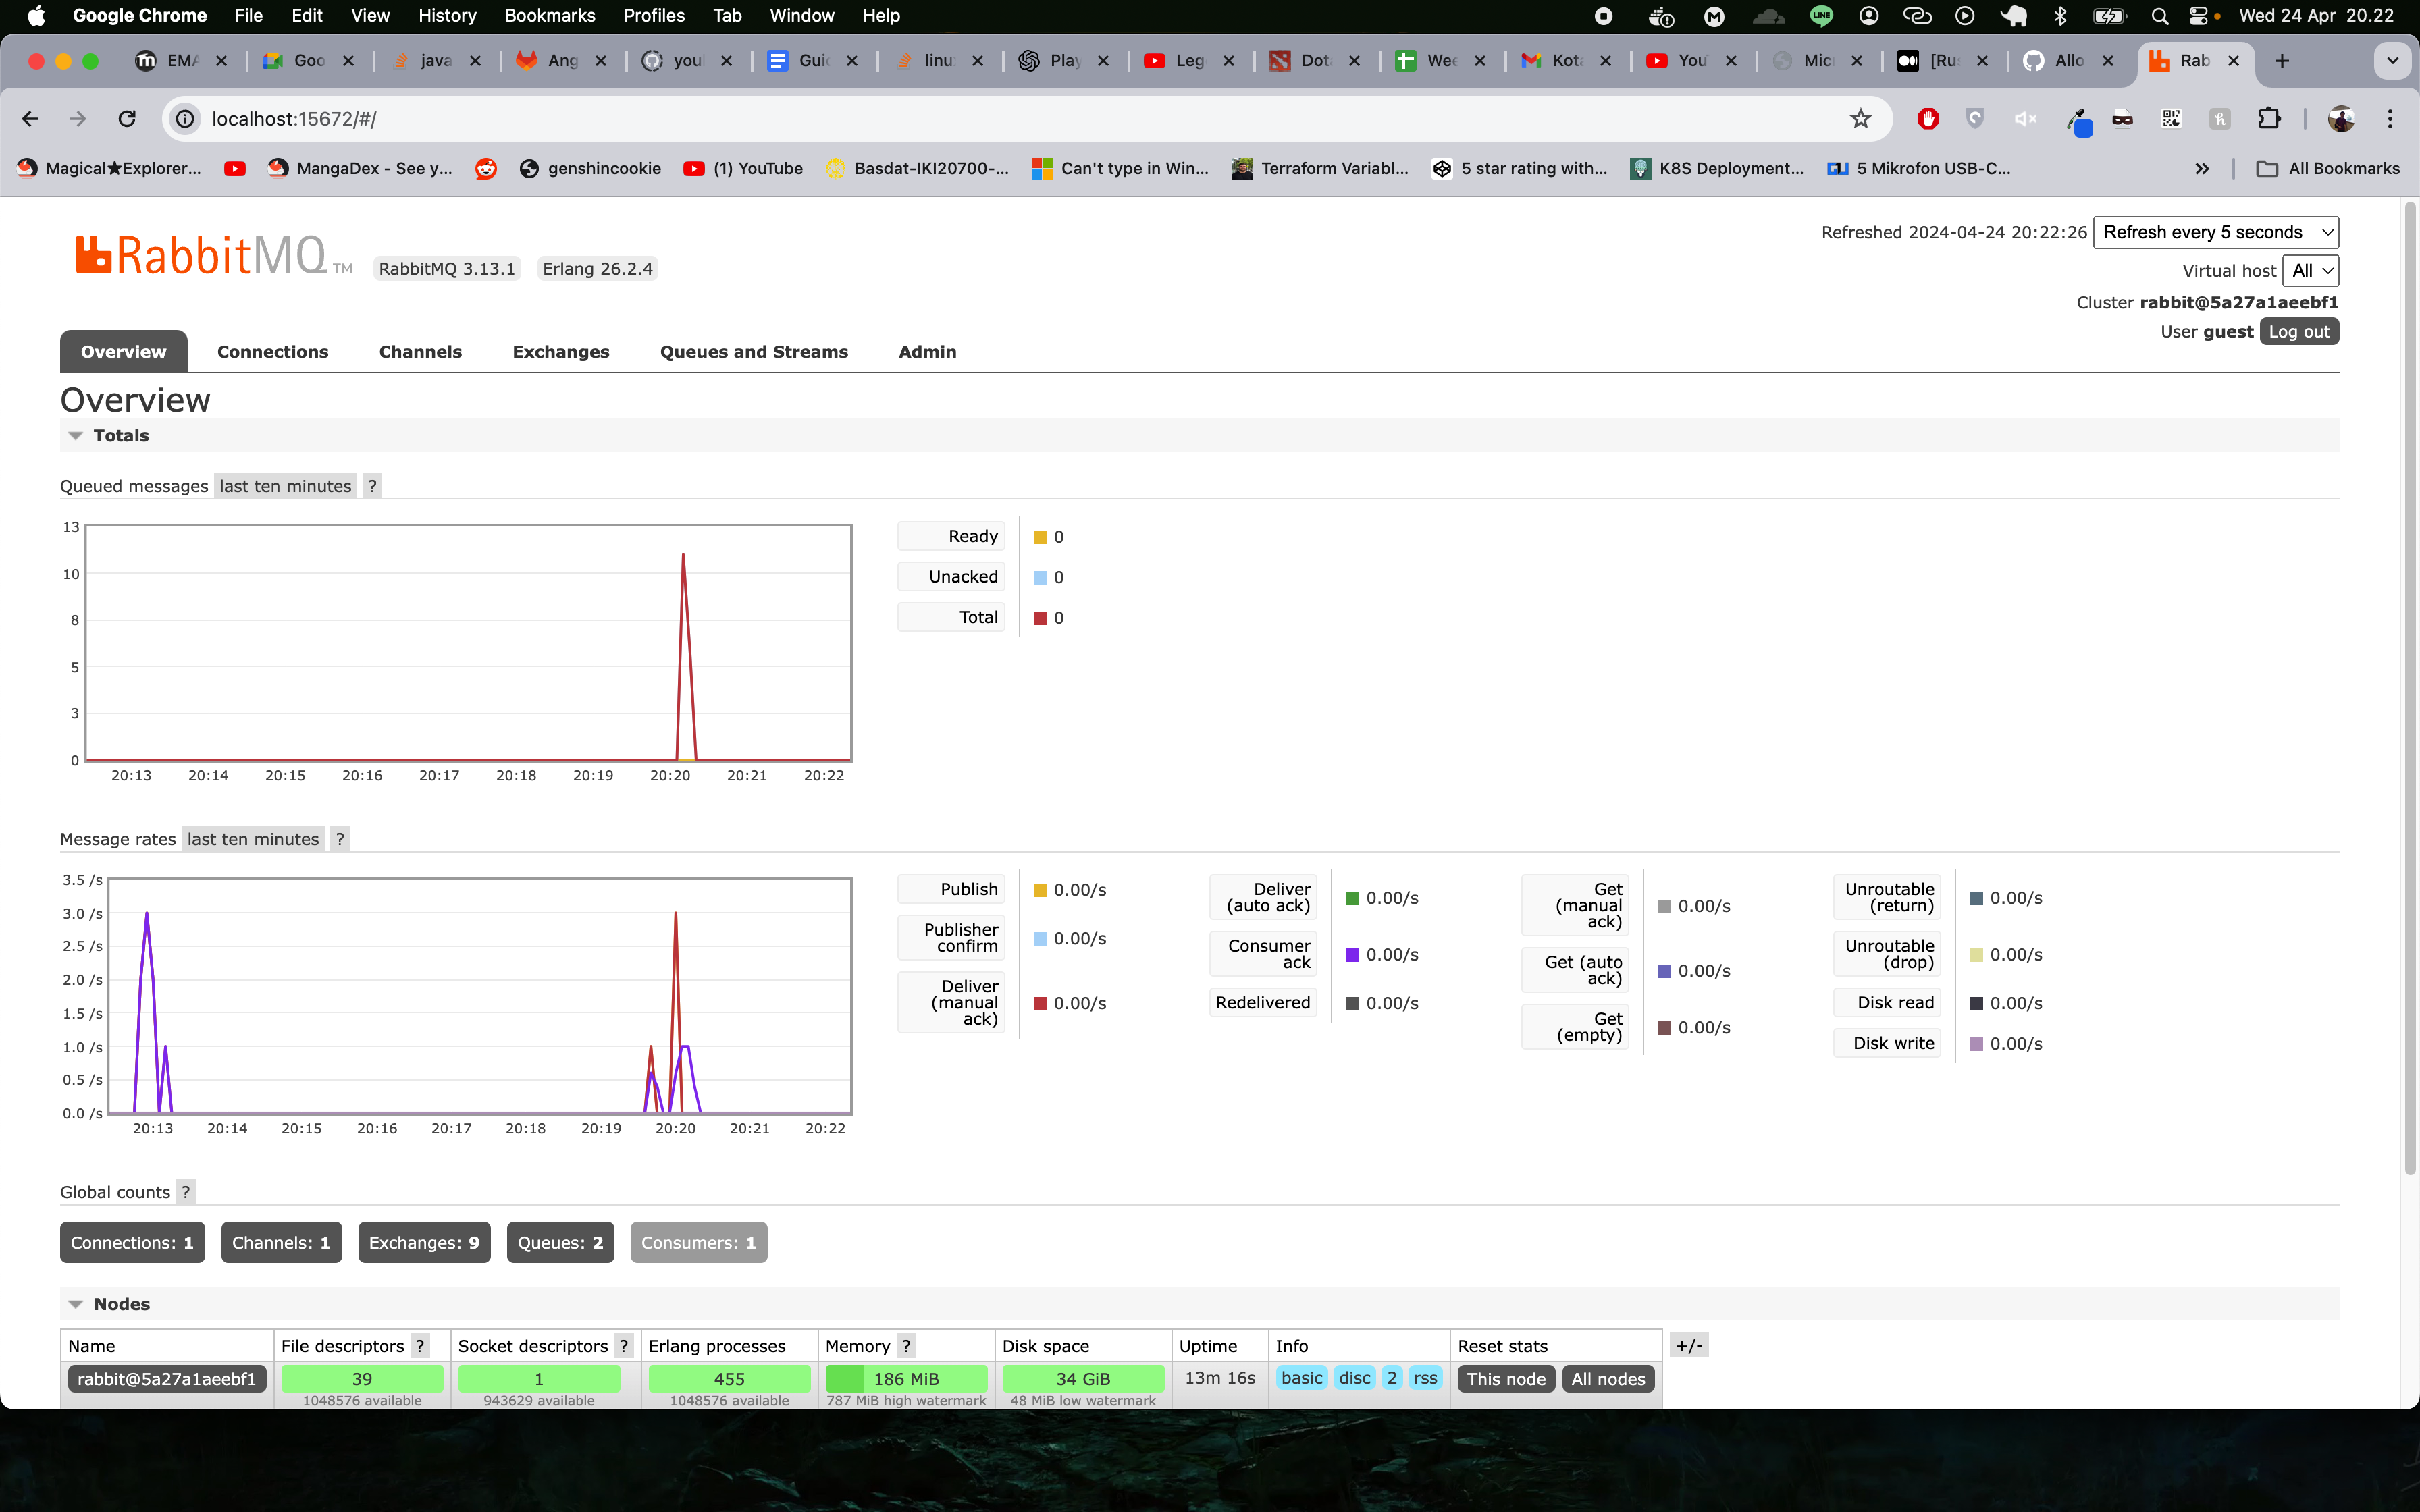 Google Chrome File Edit View History Bookmarks Profiles Tab Window Help LINE Wed 24 Apr 20.22
EMA Goo java Ang you Guid linu Play Leg Dot Wee Kota You Mic [Ru Allo Rab
localhost:15672/#/
Magical★Explorer... MangaDex - See y... genshincookie (1) YouTube Basdat-IKI20700-... Can't type in Win... Terraform Variabl... 5 star rating with... K8S Deployment... 5 Mikrofon USB-C... » All Bookmarks
RabbitMQ TM RabbitMQ 3.13.1 Erlang 26.2.4
Refreshed 2024-04-24 20:22:26 Refresh every 5 seconds
Virtual host All
Cluster rabbit@5a27a1aeebf1
User guest Log out
Overview Connections Channels Exchanges Queues and Streams Admin
Overview
Totals
Queued messages last ten minutes ?
13
10
8
5
3
0
20:13 20:14 20:15 20:16 20:17 20:18 20:19 20:20 20:21 20:22
Ready 0
Unacked 0
Total 0
Message rates last ten minutes ?
3.5 /s
3.0 /s
2.5 /s
2.0 /s
1.5 /s
1.0 /s
0.5 /s
0.0 /s
20:13 20:14 20:15 20:16 20:17 20:18 20:19 20:20 20:21 20:22
Publish 0.00/s
Publisher
confirm 0.00/s
Deliver
(manual
ack) 0.00/s
Deliver
(auto ack) 0.00/s
Consumer
ack 0.00/s
Redelivered 0.00/s
Get
(manual
ack) 0.00/s
Get (auto
ack) 0.00/s
Get
(empty) 0.00/s
Unroutable
(return) 0.00/s
Unroutable
(drop) 0.00/s
Disk read 0.00/s
Disk write 0.00/s
Global counts ?
Connections: 1 Channels: 1 Exchanges: 9 Queues: 2 Consumers: 1
Nodes
Name File descriptors ? Socket descriptors ? Erlang processes Memory ? Disk space Uptime Info Reset stats +/-
rabbit@5a27a1aeebf1 39 1 455 186 MiB 34 GiB 13m 16s basic disc 2 rss This node All nodes
1048576 available 943629 available 1048576 available 787 MiB high watermark 48 MiB low watermark